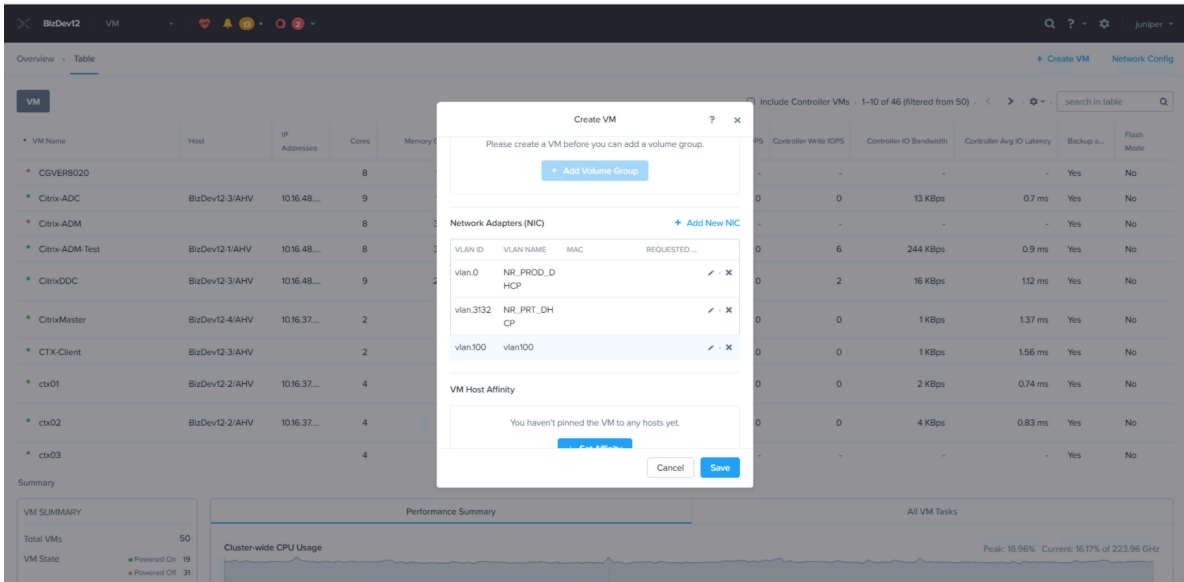 BizDev12 VM 13 2 ? juniper
Overview · Table + Create VM Network Config
VM Include Controller VMs · 1–10 of 46 (filtered from 50) search in table
VM Name Host IP Addresses Cores Controller Write IOPS Controller IO Bandwidth Controller Avg IO Latency Backup a... Flash Mode
CGVER8020 8 - - - - Yes No
Citrix-ADC BizDev12-3/AHV 10.16.48.... 9 0 0 13 KBps 0.7 ms Yes No
Citrix-ADM 8 - - - - Yes No
Citrix-ADM-Test BizDev12-1/AHV 10.16.48.... 8 0 6 244 KBps 0.9 ms Yes No
CitrixDDC BizDev12-3/AHV 10.16.48.... 9 0 2 16 KBps 1.12 ms Yes No
CitrixMaster BizDev12-4/AHV 10.16.37.... 2 0 0 1 KBps 1.37 ms Yes No
CTX-Client BizDev12-3/AHV 2 0 0 1 KBps 1.56 ms Yes No
ctx01 BizDev12-2/AHV 10.16.37.... 4 0 0 2 KBps 0.74 ms Yes No
ctx02 BizDev12-2/AHV 10.16.37.... 4 0 0 4 KBps 0.83 ms Yes No
ctx03 4 - - - - Yes No
Summary
VM SUMMARY
Total VMs 50
VM State Powered On 19
Powered Off 31
Performance Summary All VM Tasks
Cluster-wide CPU Usage Peak: 18.96% Current: 16.17% of 223.96 GHz
Create VM ? ×
Please create a VM before you can add a volume group.
+ Add Volume Group
Network Adapters (NIC) + Add New NIC
VLAN ID VLAN NAME MAC REQUESTED ...
vlan.0 NR_PROD_D
HCP
vlan.3132 NR_PRT_DH
CP
vlan.100 vlan100
VM Host Affinity
You haven't pinned the VM to any hosts yet.
+ Set Affinity
Cancel Save